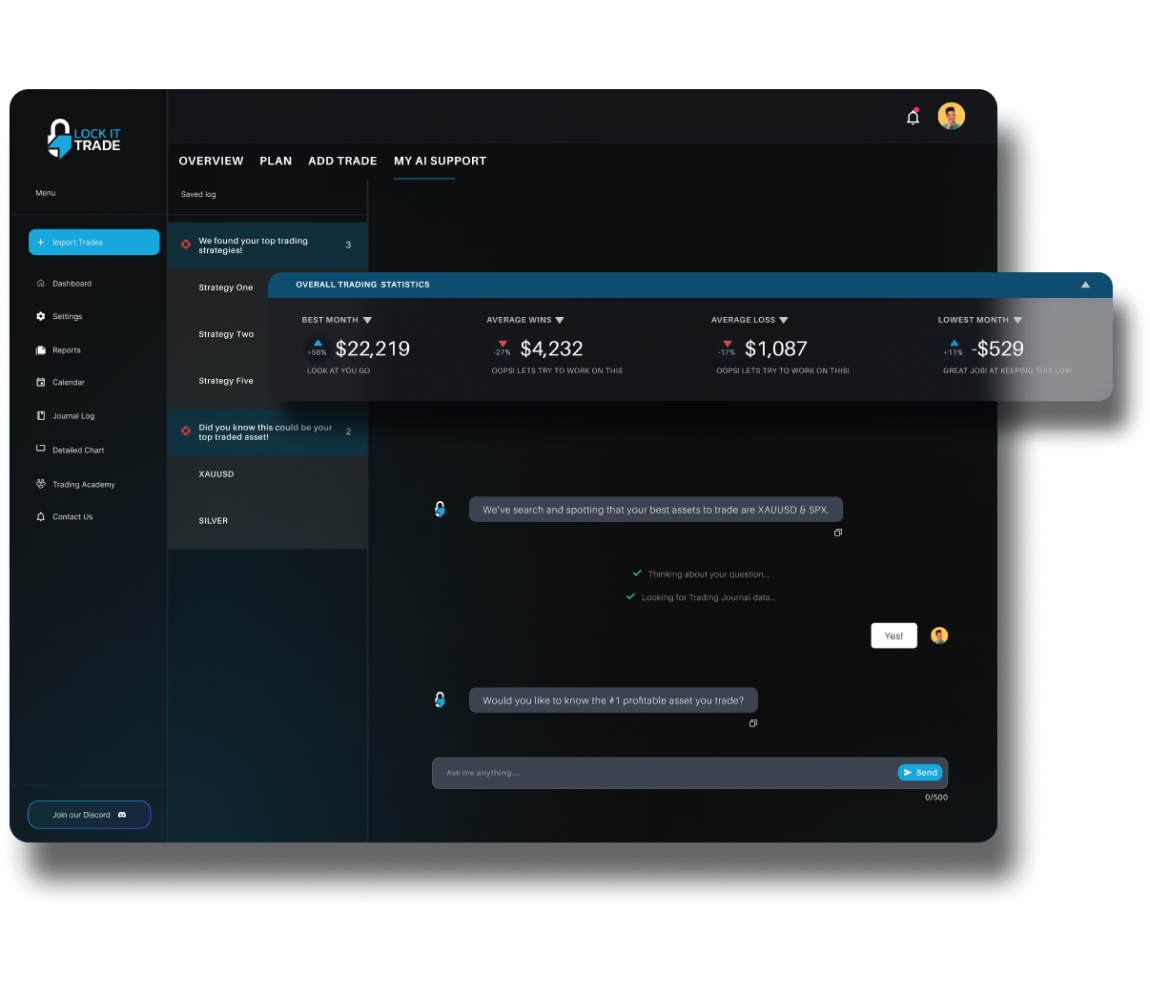 LOCK IT
TRADE
Menu
Import Trades
Dashboard
Settings
Reports
Calendar
Journal Log
Detailed Chart
Trading Academy
Contact Us
Join our Discord
OVERVIEW PLAN ADD TRADE MY AI SUPPORT
Saved log
We found your top trading
strategies!
3
Strategy One
Strategy Two
Strategy Five
Did you know this could be your
top traded asset!
2
XAUUSD
SILVER
OVERALL TRADING STATISTICS
BEST MONTH
+58%
$22,219
LOOK AT YOU GO
AVERAGE WINS
-27%
$4,232
OOPS! LETS TRY TO WORK ON THIS
AVERAGE LOSS
-17%
$1,087
OOPS! LETS TRY TO WORK ON THIS!
LOWEST MONTH
+11%
-$529
GREAT JOB! AT KEEPING THIS LOW
We've search and spotting that your best assets to trade are XAUUSD & SPX.
Thinking about your question...
Looking for Trading Journal data...
Yes!
Would you like to know the #1 profitable asset you trade?
Ask me anything....
Send
0/500